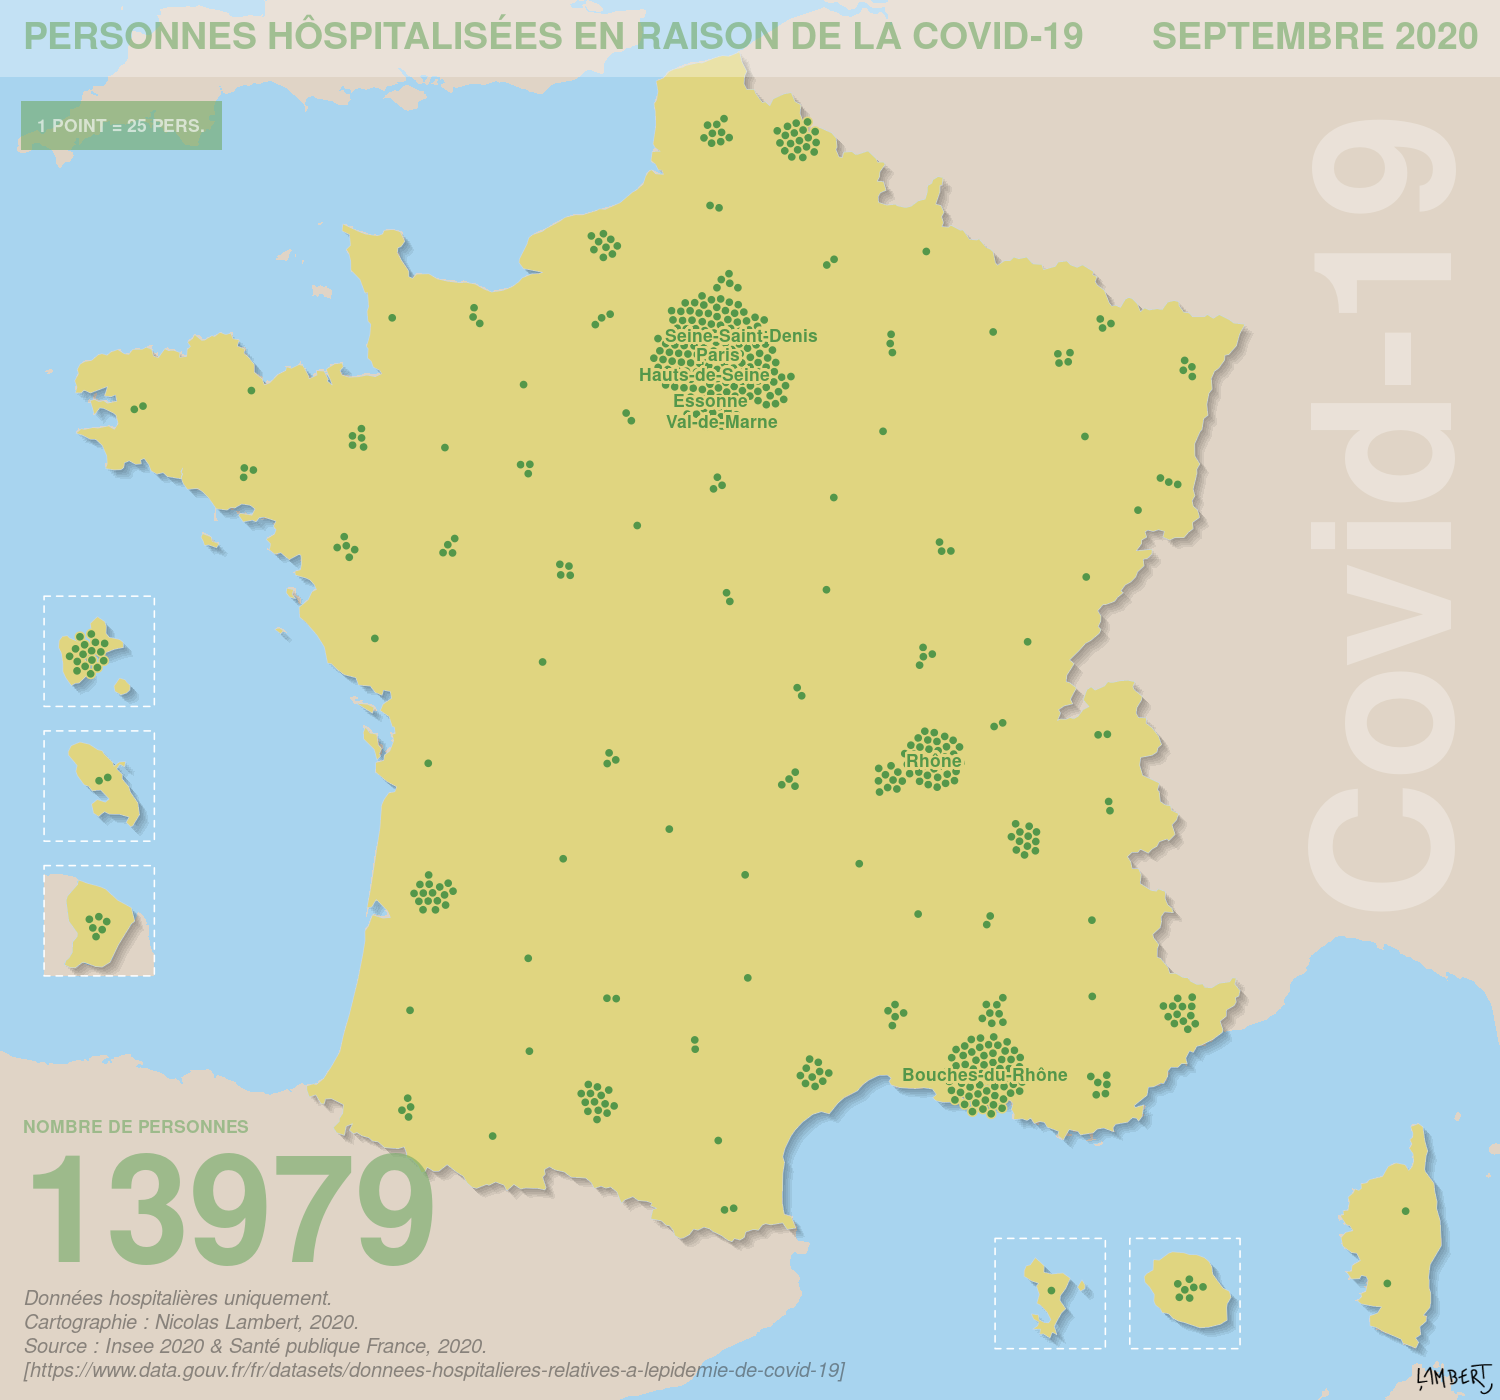 PERSONNES HÔSPITALISÉES EN RAISON DE LA COVID-19 SEPTEMBRE 2020
1 POINT = 25 PERS.
Covid-19
Seine-Saint-Denis
Paris
Hauts-de-Seine
Essonne
Val-de-Marne
Rhône
Bouches-du-Rhône
NOMBRE DE PERSONNES
13979
Données hospitalières uniquement.
Cartographie : Nicolas Lambert, 2020.
Source : Insee 2020 & Santé publique France, 2020.
[https://www.data.gouv.fr/fr/datasets/donnees-hospitalieres-relatives-a-lepidemie-de-covid-19]
LAMBERT